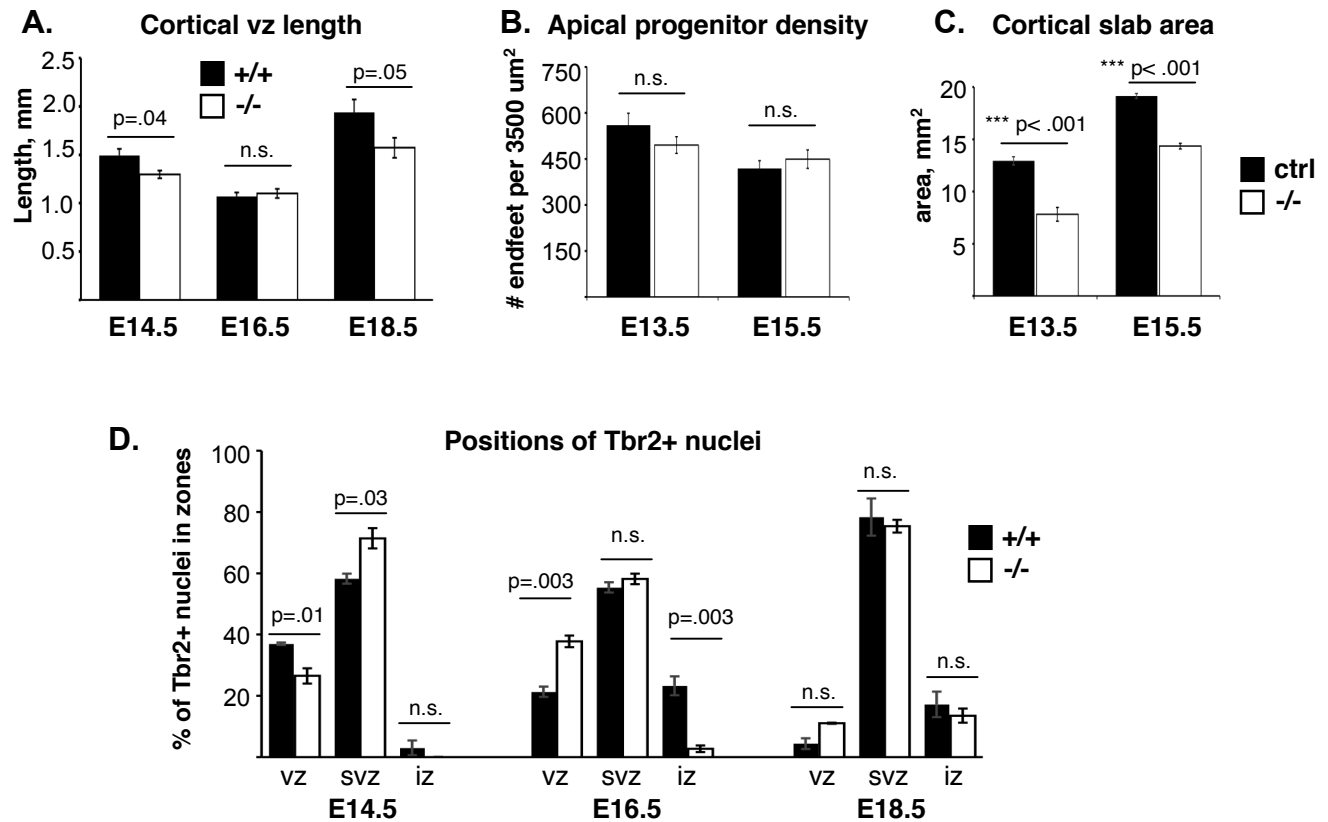 A. Cortical vz length
2.5
2.0
1.5
1.0
0.5
Length, mm
+/+
-/-
p=.04
n.s.
p=.05
E14.5 E16.5 E18.5
B. Apical progenitor density
750
600
450
300
150
# endfeet per 3500 um²
n.s.
n.s.
E13.5 E15.5
C. Cortical slab area
20
15
10
5
area, mm²
*** p< .001
*** p< .001
ctrl
-/-
E13.5 E15.5
D. Positions of Tbr2+ nuclei
100
80
60
40
20
% of Tbr2+ nuclei in zones
p=.01
p=.03
n.s.
p=.003
n.s.
p=.003
n.s.
n.s.
n.s.
+/+
-/-
vz svz iz vz svz iz vz svz iz
E14.5 E16.5 E18.5